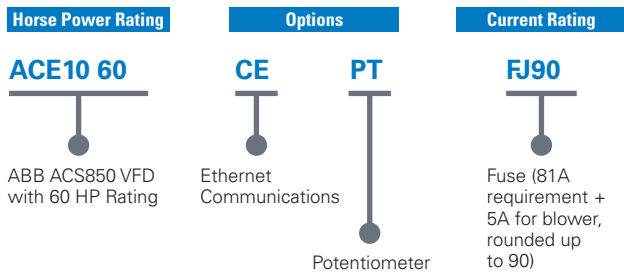 Horse Power Rating
Options
Current Rating
ACE10 60
CE
PT
FJ90
ABB ACS850 VFD
with 60 HP Rating
Ethernet
Communications
Potentiometer
Fuse (81A
requirement +
5A for blower,
rounded up
to 90)